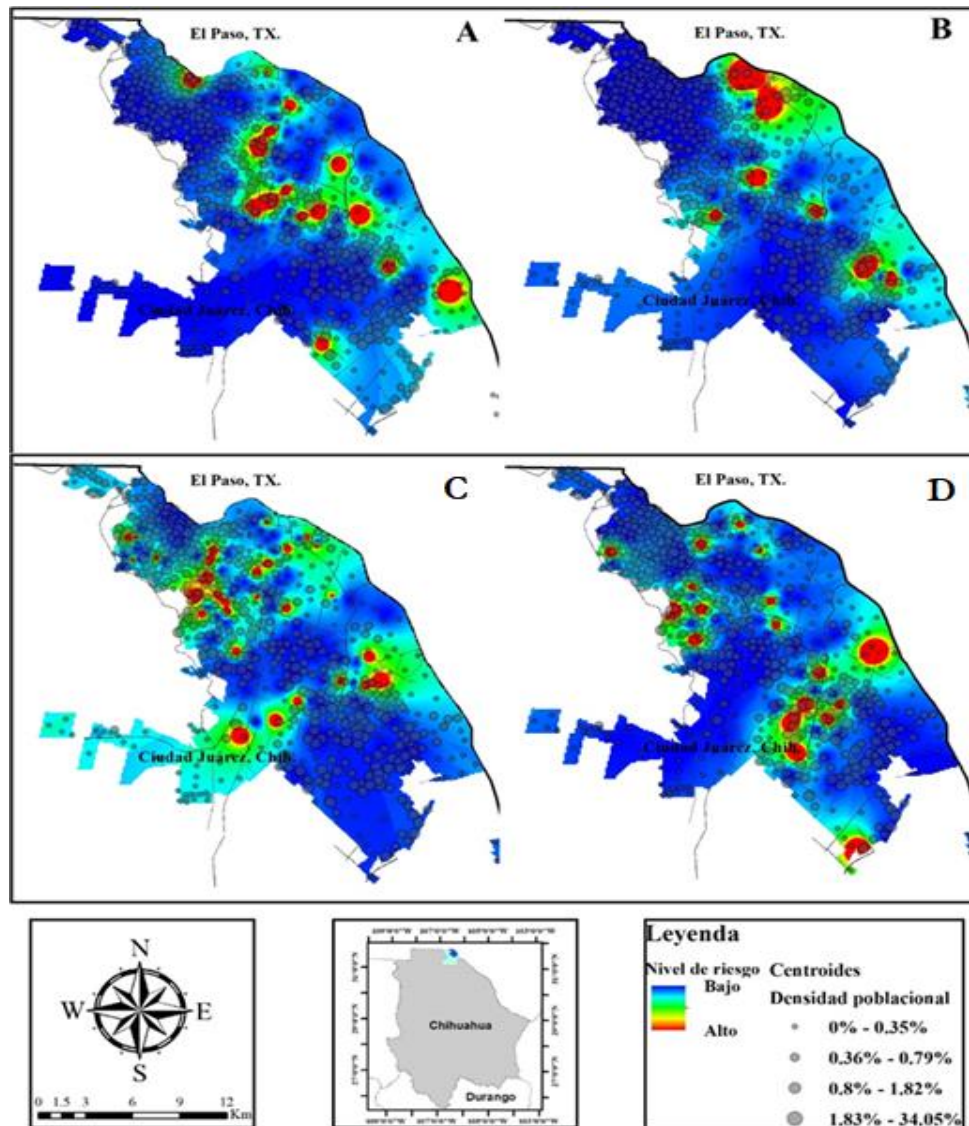 El Paso, TX.
A
Ciudad Juarez, Chih.
El Paso, TX.
B
Ciudad Juarez, Chih.
El Paso, TX.
C
Ciudad Juarez, Chih.
El Paso, TX.
D
Ciudad Juarez, Chih.
N
W
E
S
0 1.5 3 6 9 12
Km
Chihuahua
Durango
Leyenda
Nivel de riesgo
Bajo
Alto
Centroides
Densidad poblacional
0% - 0.35%
0.36% - 0.79%
0.8% - 1.82%
1.83% - 34.05%